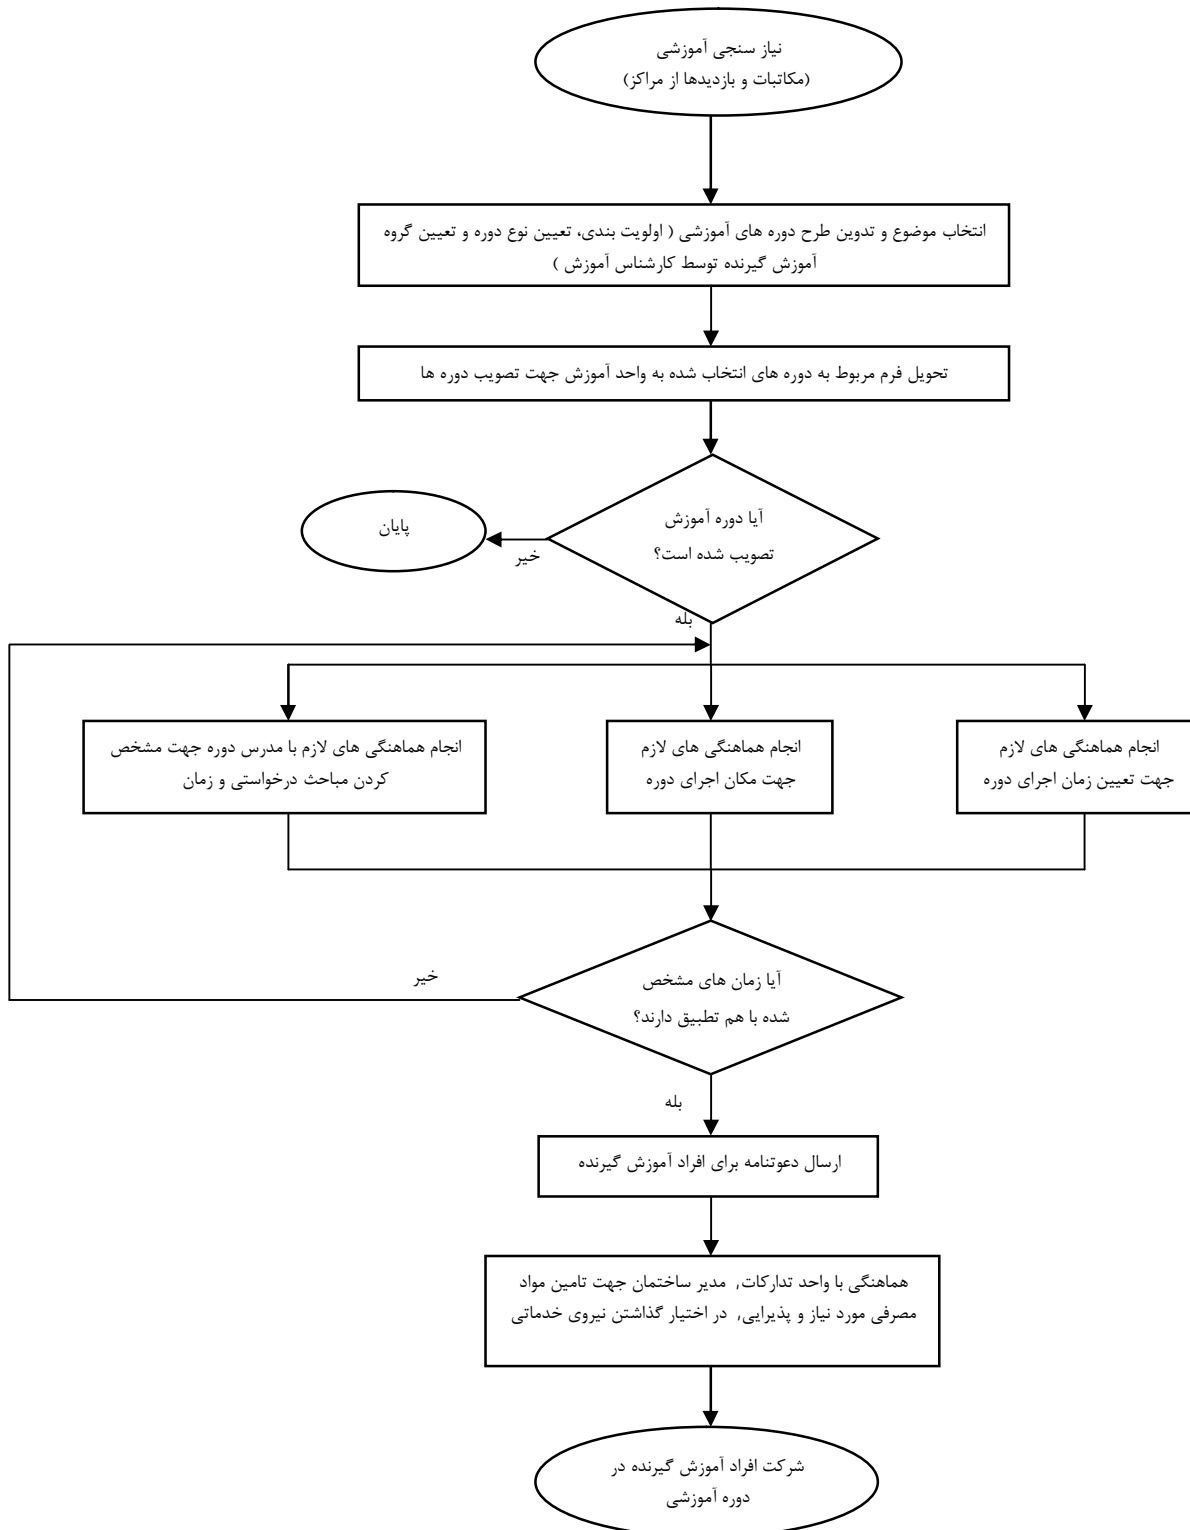 نیاز سنجی آموزشی
(مکاتبات و بازدیدها از مراکز)
انتخاب موضوع و تدوین طرح دوره های آموزشی ( اولویت بندی، تعیین نوع دوره و تعیین گروه
آموزش گیرنده توسط کارشناس آموزش )
تحویل فرم مربوط به دوره های انتخاب شده به واحد آموزش جهت تصویب دوره ها
آیا دوره آموزش
تصویب شده است؟
خیر
پایان
بله
انجام هماهنگی های لازم
جهت تعیین زمان اجرای دوره
انجام هماهنگی های لازم
جهت مکان اجرای دوره
انجام هماهنگی های لازم با مدرس دوره جهت مشخص
کردن مباحث درخواستی و زمان
آیا زمان های مشخص
شده با هم تطبیق دارند؟
خیر
بله
ارسال دعوتنامه برای افراد آموزش گیرنده
هماهنگی با واحد تدارکات, مدیر ساختمان جهت تامین مواد
مصرفی مورد نیاز و پذیرایی, در اختیار گذاشتن نیروی خدماتی
شرکت افراد آموزش گیرنده در
دوره آموزشی